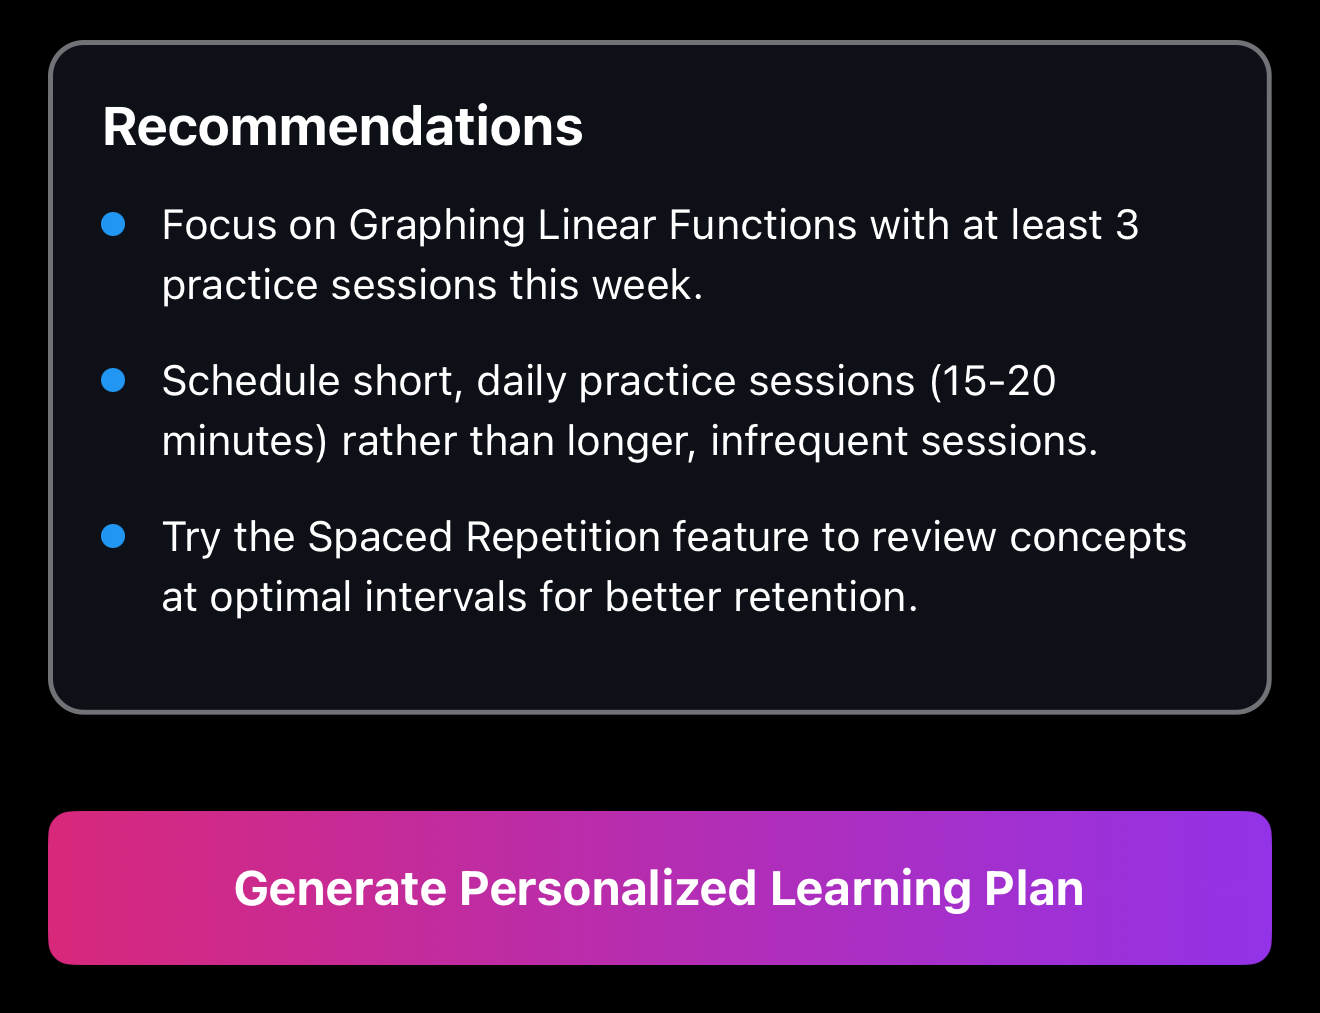 Recommendations
Focus on Graphing Linear Functions with at least 3
practice sessions this week.
Schedule short, daily practice sessions (15-20
minutes) rather than longer, infrequent sessions.
Try the Spaced Repetition feature to review concepts
at optimal intervals for better retention.
Generate Personalized Learning Plan